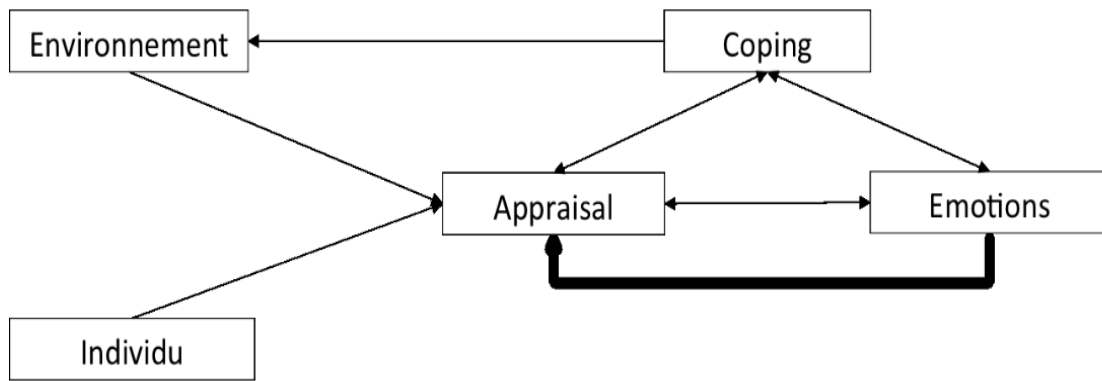 Environnement
Coping
Appraisal
Emotions
Individu